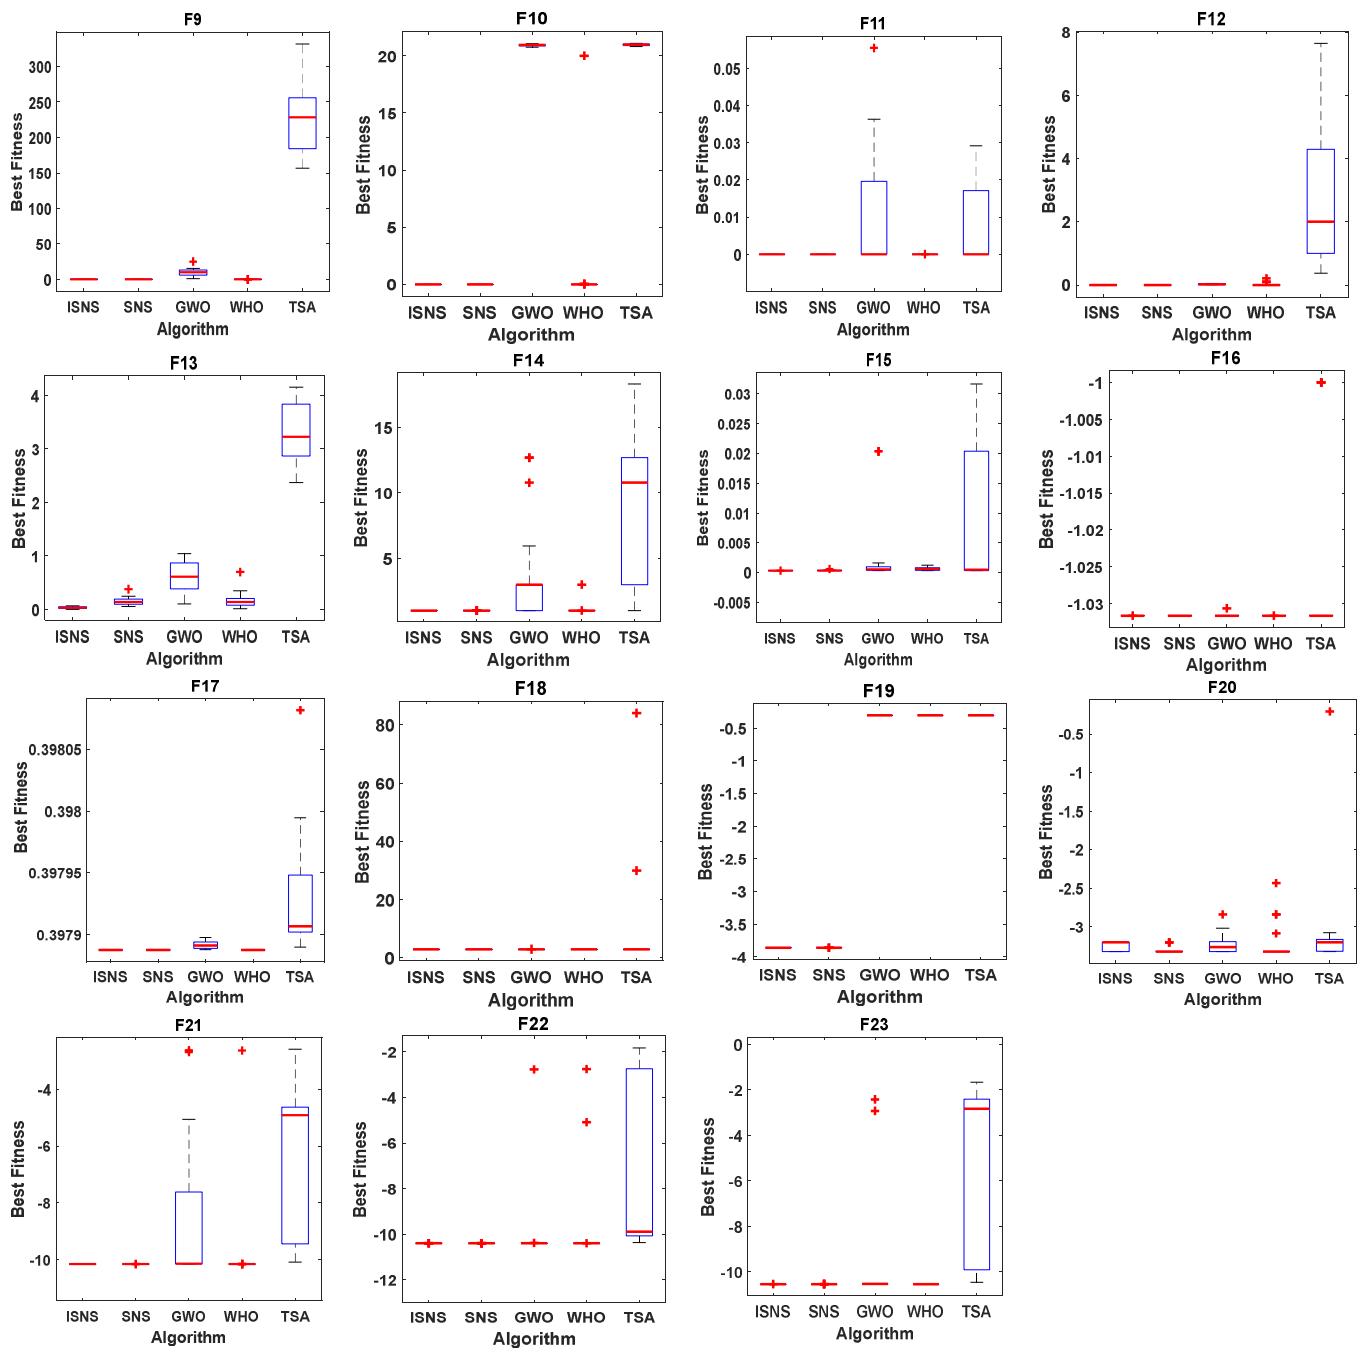 F9
Best Fitness
300
250
200
150
100
50
0
ISNS SNS GWO WHO TSA
Algorithm
F10
Best Fitness
20
15
10
5
0
ISNS SNS GWO WHO TSA
Algorithm
F11
Best Fitness
0.05
0.04
0.03
0.02
0.01
0
ISNS SNS GWO WHO TSA
Algorithm
F12
Best Fitness
8
6
4
2
0
ISNS SNS GWO WHO TSA
Algorithm
F13
Best Fitness
4
3
2
1
0
ISNS SNS GWO WHO TSA
Algorithm
F14
Best Fitness
15
10
5
ISNS SNS GWO WHO TSA
Algorithm
F15
Best Fitness
0.03
0.025
0.02
0.015
0.01
0.005
0
-0.005
ISNS SNS GWO WHO TSA
Algorithm
F16
Best Fitness
-1
-1.005
-1.01
-1.015
-1.02
-1.025
-1.03
ISNS SNS GWO WHO TSA
Algorithm
F17
Best Fitness
0.39805
0.398
0.39795
0.3979
ISNS SNS GWO WHO TSA
Algorithm
F18
Best Fitness
80
60
40
20
0
ISNS SNS GWO WHO TSA
Algorithm
F19
Best Fitness
-0.5
-1
-1.5
-2
-2.5
-3
-3.5
-4
ISNS SNS GWO WHO TSA
Algorithm
F20
Best Fitness
-0.5
-1
-1.5
-2
-2.5
-3
ISNS SNS GWO WHO TSA
Algorithm
F21
Best Fitness
-4
-6
-8
-10
ISNS SNS GWO WHO TSA
Algorithm
F22
Best Fitness
-2
-4
-6
-8
-10
-12
ISNS SNS GWO WHO TSA
Algorithm
F23
Best Fitness
0
-2
-4
-6
-8
-10
ISNS SNS GWO WHO TSA
Algorithm